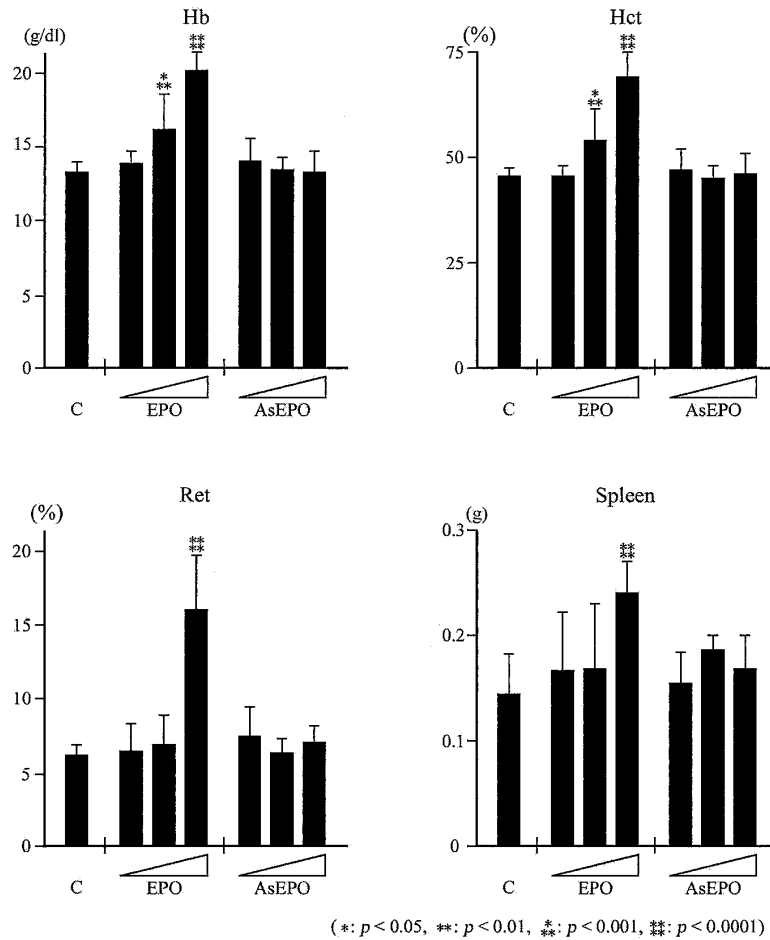 Hb
(g/dl)
20
15
10
5
0
*
**
**
**
C
EPO
AsEPO
Hct
(%)
75
50
25
0
*
**
**
**
C
EPO
AsEPO
Ret
(%)
20
15
10
5
0
**
**
C
EPO
AsEPO
Spleen
(g)
0.3
0.2
0.1
0
**
**
C
EPO
AsEPO
( *: p < 0.05, **: p < 0.01, ***: p < 0.001, ****: p < 0.0001)